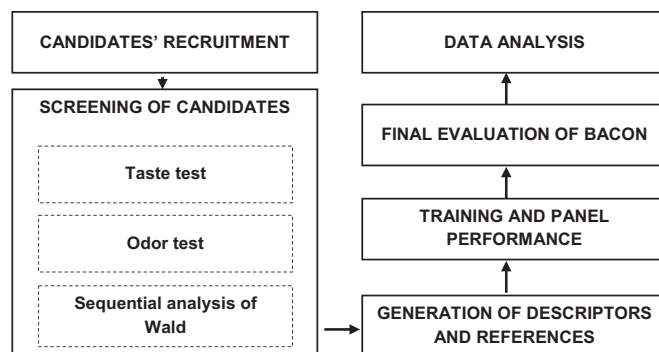 CANDIDATES' RECRUITMENT
SCREENING OF CANDIDATES
Taste test
Odor test
Sequential analysis of
Wald
GENERATION OF DESCRIPTORS
AND REFERENCES
TRAINING AND PANEL
PERFORMANCE
FINAL EVALUATION OF BACON
DATA ANALYSIS